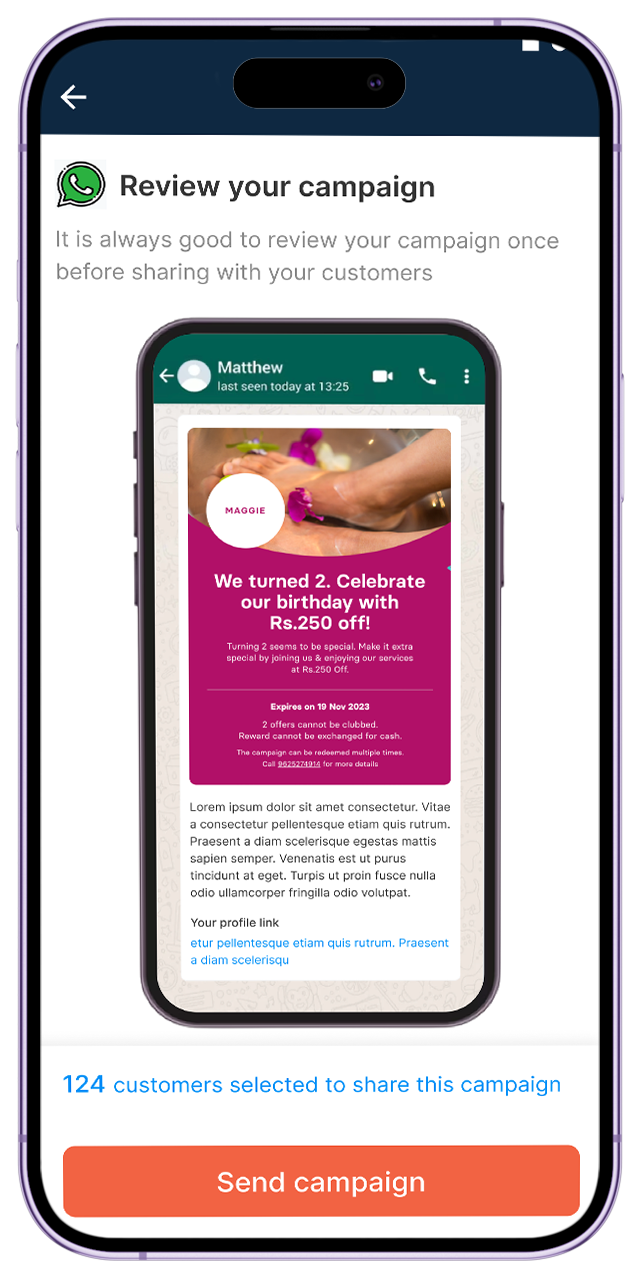 Review your campaign
It is always good to review your campaign once
before sharing with your customers
Matthew
last seen today at 13:25
MAGGIE
We turned 2. Celebrate
our birthday with
Rs.250 off!
Turning 2 seems to be special. Make it extra
special by joining us & enjoying our services
at Rs.250 Off.
Expires on 19 Nov 2023
2 offers cannot be clubbed.
Reward cannot be exchanged for cash.
The campaign can be redeemed multiple times.
Call 9625274914 for more details
Lorem ipsum dolor sit amet consectetur. Vitae
a consectetur pellentesque etiam quis rutrum.
Praesent a diam scelerisque egestas mattis
sapien semper. Venenatis est ut purus
tincidunt at eget. Turpis ut proin fusce nulla
odio ullamcorper fringilla odio volutpat.
Your profile link
etur pellentesque etiam quis rutrum. Praesent
a diam scelerisqu
124 customers selected to share this campaign
Send campaign